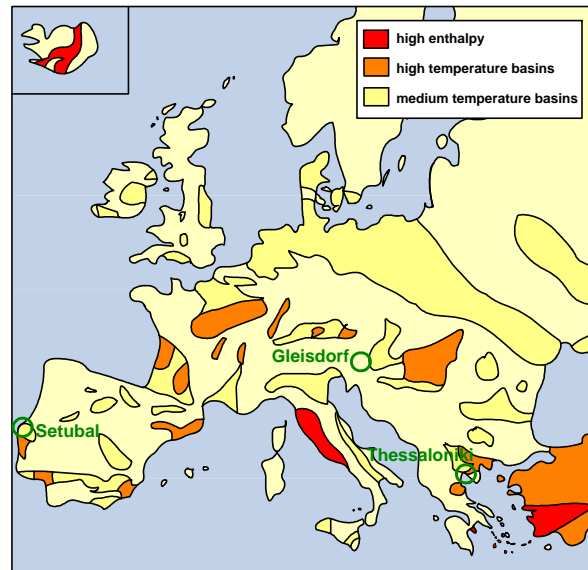 high enthalpy
high temperature basins
medium temperature basins
Gleisdorf
Setubal
Thessaloniki